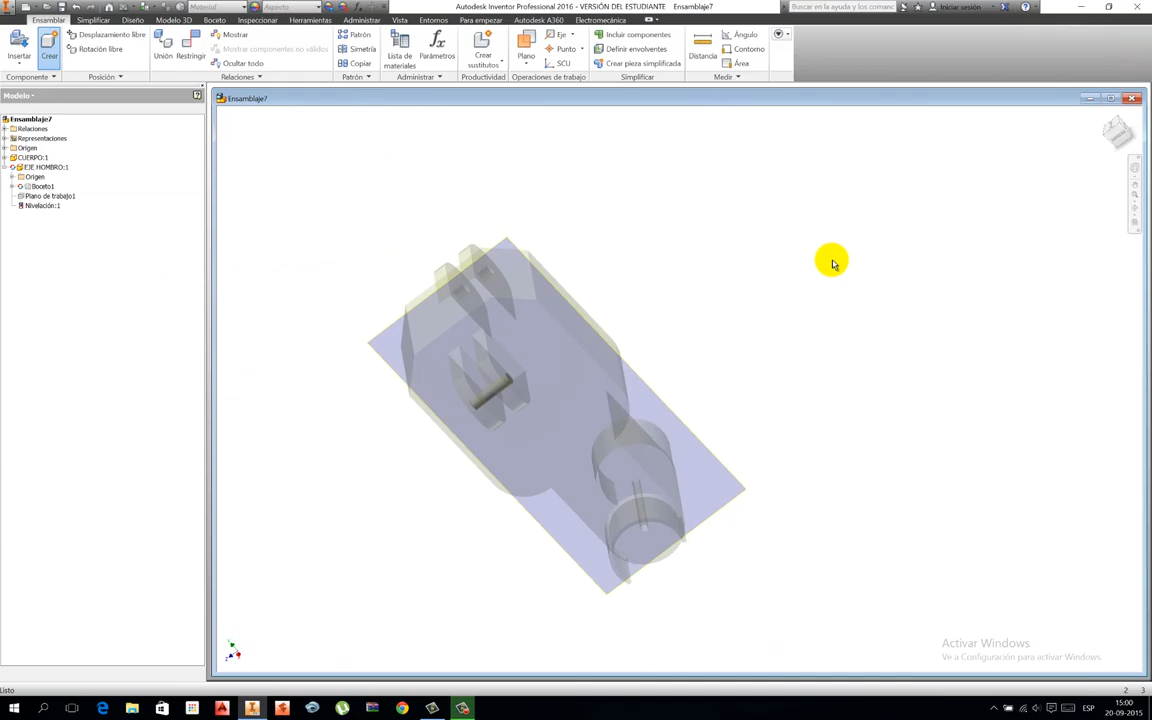 Autodesk Inventor Professional 2016 - VERSIÓN DEL ESTUDIANTE Ensamblaje7
Buscar en la ayuda y los comanc
Iniciar sesión
Material
Aspecto
Ensamblar Simplificar Diseño Modelo 3D Boceto Inspeccionar Herramientas Administrar Vista Entornos Para empezar Autodesk A360 Electromecánica
Insertar
Crear
Desplazamiento libre
Rotación libre
Unión
Restringir
Mostrar
Mostrar componentes no válidos
Ocultar todo
Patrón
Simetría
Copiar
Lista de
materiales
Parámetros
Crear
sustitutos
Plano
Eje
Punto
SCU
Incluir componentes
Definir envolventes
Crear pieza simplificada
Distancia
Ángulo
Contorno
Área
Componente Posición Relaciones Patrón Administrar Productividad Operaciones de trabajo Simplificar Medir
Modelo
Ensamblaje7
Ensamblaje7
Relaciones
Representaciones
Origen
CUERPO:1
EJE HOMBRO:1
Origen
Boceto1
Plano de trabajo1
Nivelación:1
Activar Windows
Ve a Configuración para activar Windows.
Listo
2 3
ESP
15:00
20-09-2015